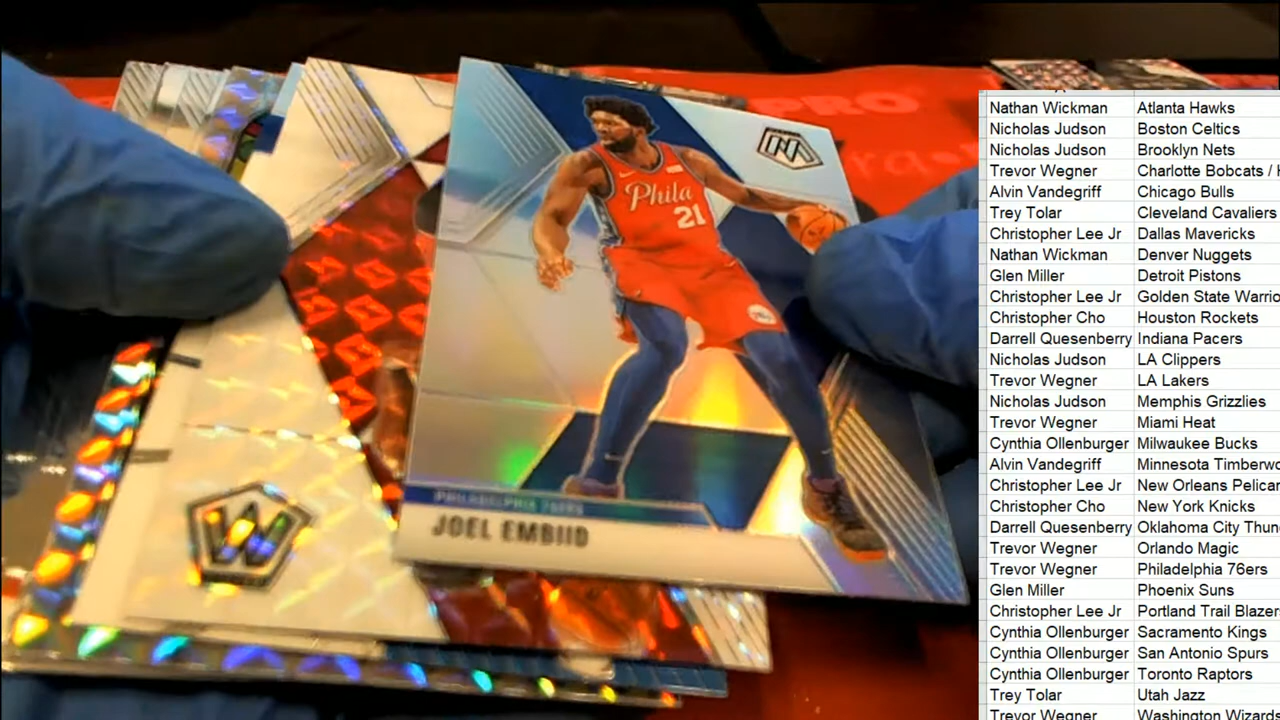 PRO
Phila
21
PHILADELPHIA 76ERS
JOEL EMBIID
Nathan Wickman Atlanta Hawks
Nicholas Judson Boston Celtics
Nicholas Judson Brooklyn Nets
Trevor Wegner Charlotte Bobcats /
Alvin Vandegriff Chicago Bulls
Trey Tolar Cleveland Cavaliers
Christopher Lee Jr Dallas Mavericks
Nathan Wickman Denver Nuggets
Glen Miller Detroit Pistons
Christopher Lee Jr Golden State Warrio
Christopher Cho Houston Rockets
Darrell Quesenberry Indiana Pacers
Nicholas Judson LA Clippers
Trevor Wegner LA Lakers
Nicholas Judson Memphis Grizzlies
Trevor Wegner Miami Heat
Cynthia Ollenburger Milwaukee Bucks
Alvin Vandegriff Minnesota Timberwo
Christopher Lee Jr New Orleans Pelican
Christopher Cho New York Knicks
Darrell Quesenberry Oklahoma City Thun
Trevor Wegner Orlando Magic
Trevor Wegner Philadelphia 76ers
Glen Miller Phoenix Suns
Christopher Lee Jr Portland Trail Blazers
Cynthia Ollenburger Sacramento Kings
Cynthia Ollenburger San Antonio Spurs
Cynthia Ollenburger Toronto Raptors
Trey Tolar Utah Jazz
Trevor Wegner Washington Wizards